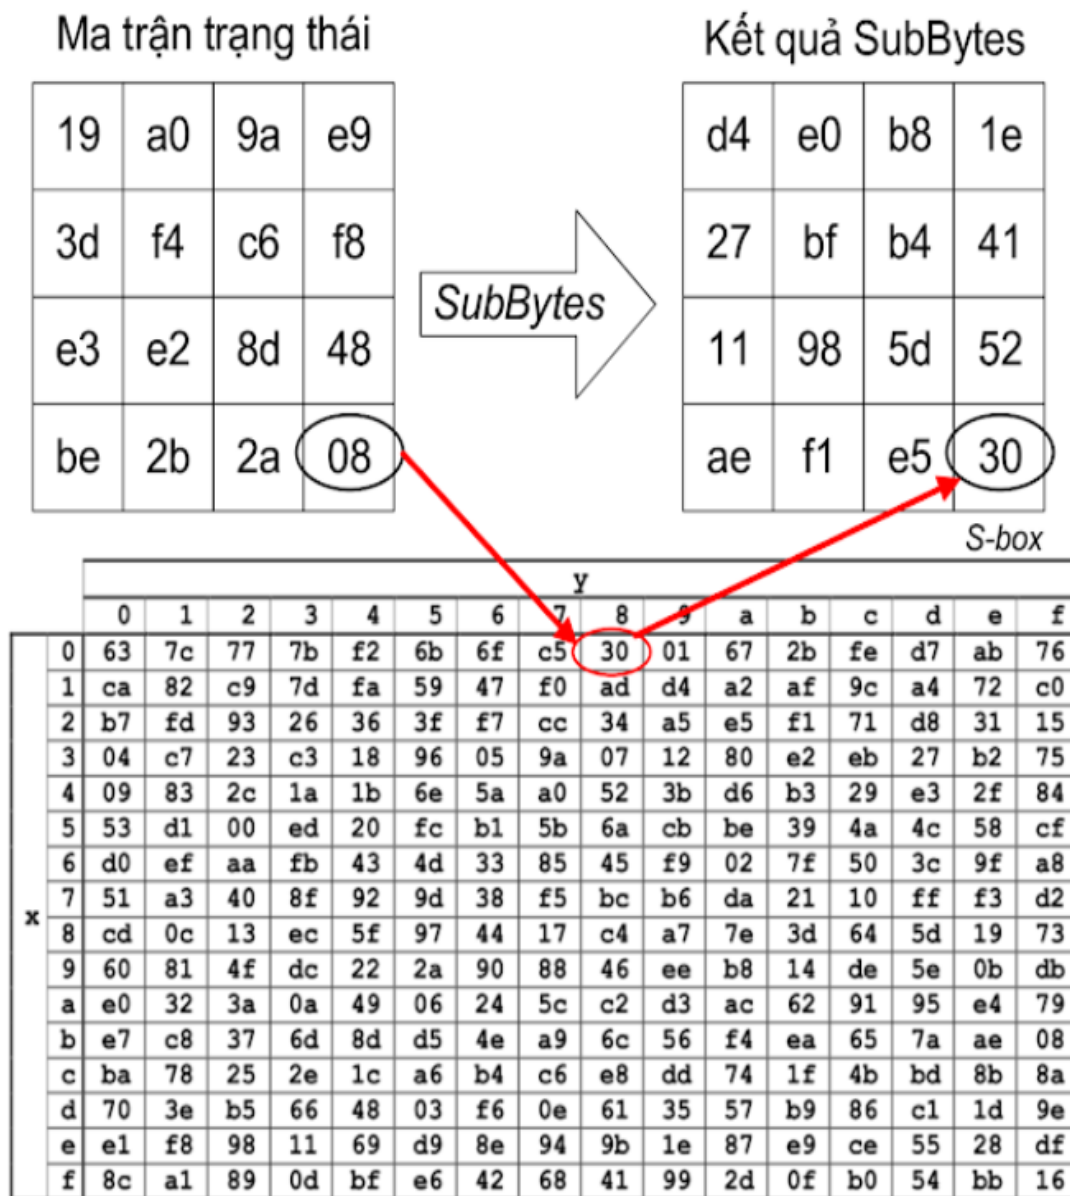 Ma trận trạng thái Kết quả SubBytes
19 a0 9a e9 d4 e0 b8 1e
3d f4 c6 f8 27 bf b4 41
SubBytes
e3 e2 8d 48 11 98 5d 52
be 2b 2a 08 ae f1 e5 30
S-box
y
0 1 2 3 4 5 6 7 8 9 a b c d e f
0 63 7c 77 7b f2 6b 6f c5 30 01 67 2b fe d7 ab 76
1 ca 82 c9 7d fa 59 47 f0 ad d4 a2 af 9c a4 72 c0
2 b7 fd 93 26 36 3f f7 cc 34 a5 e5 f1 71 d8 31 15
3 04 c7 23 c3 18 96 05 9a 07 12 80 e2 eb 27 b2 75
4 09 83 2c 1a 1b 6e 5a a0 52 3b d6 b3 29 e3 2f 84
5 53 d1 00 ed 20 fc b1 5b 6a cb be 39 4a 4c 58 cf
6 d0 ef aa fb 43 4d 33 85 45 f9 02 7f 50 3c 9f a8
7 51 a3 40 8f 92 9d 38 f5 bc b6 da 21 10 ff f3 d2
x
8 cd 0c 13 ec 5f 97 44 17 c4 a7 7e 3d 64 5d 19 73
9 60 81 4f dc 22 2a 90 88 46 ee b8 14 de 5e 0b db
a e0 32 3a 0a 49 06 24 5c c2 d3 ac 62 91 95 e4 79
b e7 c8 37 6d 8d d5 4e a9 6c 56 f4 ea 65 7a ae 08
c ba 78 25 2e 1c a6 b4 c6 e8 dd 74 1f 4b bd 8b 8a
d 70 3e b5 66 48 03 f6 0e 61 35 57 b9 86 c1 1d 9e
e e1 f8 98 11 69 d9 8e 94 9b 1e 87 e9 ce 55 28 df
f 8c a1 89 0d bf e6 42 68 41 99 2d 0f b0 54 bb 16